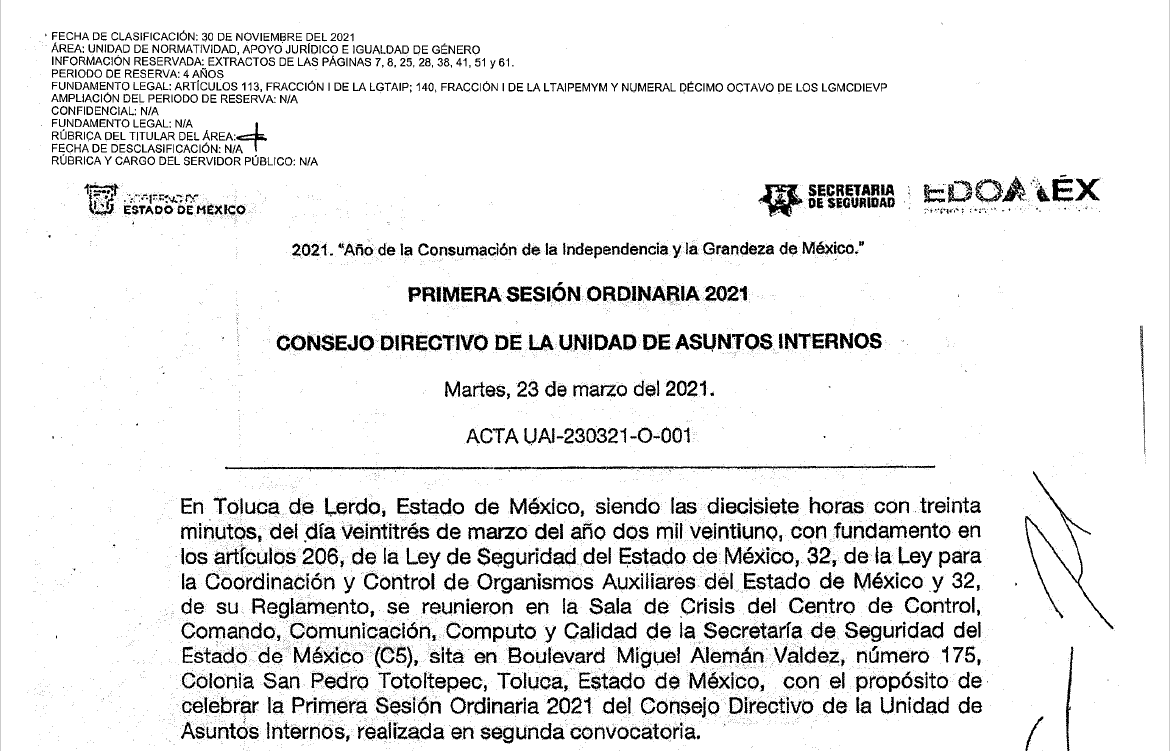 FECHA DE CLASIFICACIÓN: 30 DE NOVIEMBRE DEL 2021
ÁREA: UNIDAD DE NORMATIVIDAD, APOYO JURÍDICO E IGUALDAD DE GÉNERO
INFORMACIÓN RESERVADA: EXTRACTOS DE LAS PÁGINAS 7, 8, 25, 28, 38, 41, 51 y 61.
PERIODO DE RESERVA: 4 AÑOS
FUNDAMENTO LEGAL: ARTÍCULOS 113, FRACCIÓN I DE LA LGTAIP; 140, FRACCIÓN I DE LA LTAIPEMYM Y NUMERAL DÉCIMO OCTAVO DE LOS LGMCDIEVP
AMPLIACIÓN DEL PERIODO DE RESERVA: N/A
CONFIDENCIAL: N/A
FUNDAMENTO LEGAL: N/A
RÚBRICA DEL TITULAR DEL ÁREA:
FECHA DE DESCLASIFICACIÓN: N/A
RÚBRICA Y CARGO DEL SERVIDOR PÚBLICO: N/A
GOBIERNO DE
ESTADO DE MÉXICO
SECRETARÍA
DE SEGURIDAD
EDOMÉX
2021. “Año de la Consumación de la Independencia y la Grandeza de México.”
PRIMERA SESIÓN ORDINARIA 2021
CONSEJO DIRECTIVO DE LA UNIDAD DE ASUNTOS INTERNOS
Martes, 23 de marzo del 2021.
ACTA UAI-230321-O-001
En Toluca de Lerdo, Estado de México, siendo las diecisiete horas con treinta
minutos, del día veintitrés de marzo del año dos mil veintiuno, con fundamento en
los artículos 206, de la Ley de Seguridad del Estado de México, 32, de la Ley para
la Coordinación y Control de Organismos Auxiliares del Estado de México y 32,
de su Reglamento, se reunieron en la Sala de Crisis del Centro de Control,
Comando, Comunicación, Computo y Calidad de la Secretaría de Seguridad del
Estado de México (C5), sita en Boulevard Miguel Alemán Valdez, número 175,
Colonia San Pedro Totoltepec, Toluca, Estado de México, con el propósito de
celebrar la Primera Sesión Ordinaria 2021 del Consejo Directivo de la Unidad de
Asuntos Internos, realizada en segunda convocatoria.